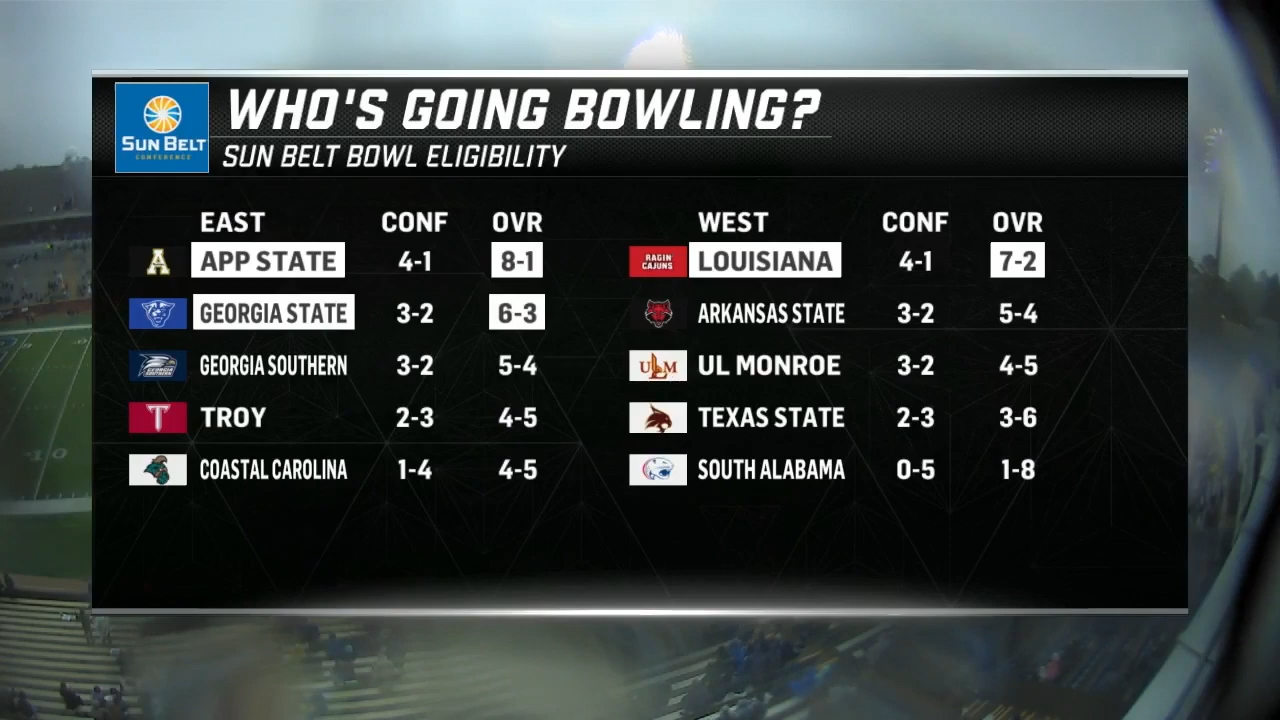 WHO'S GOING BOWLING?
SUN BELT
CONFERENCE
SUN BELT BOWL ELIGIBILITY
EAST CONF OVR WEST CONF OVR
A APP STATE 4-1 8-1 RAGIN CAJUNS LOUISIANA 4-1 7-2
GEORGIA STATE 3-2 6-3 ARKANSAS STATE 3-2 5-4
GEORGIA SOUTHERN GEORGIA SOUTHERN 3-2 5-4 ULM UL MONROE 3-2 4-5
T TROY 2-3 4-5 TEXAS STATE 2-3 3-6
COASTAL CAROLINA 1-4 4-5 SOUTH ALABAMA 0-5 1-8
10